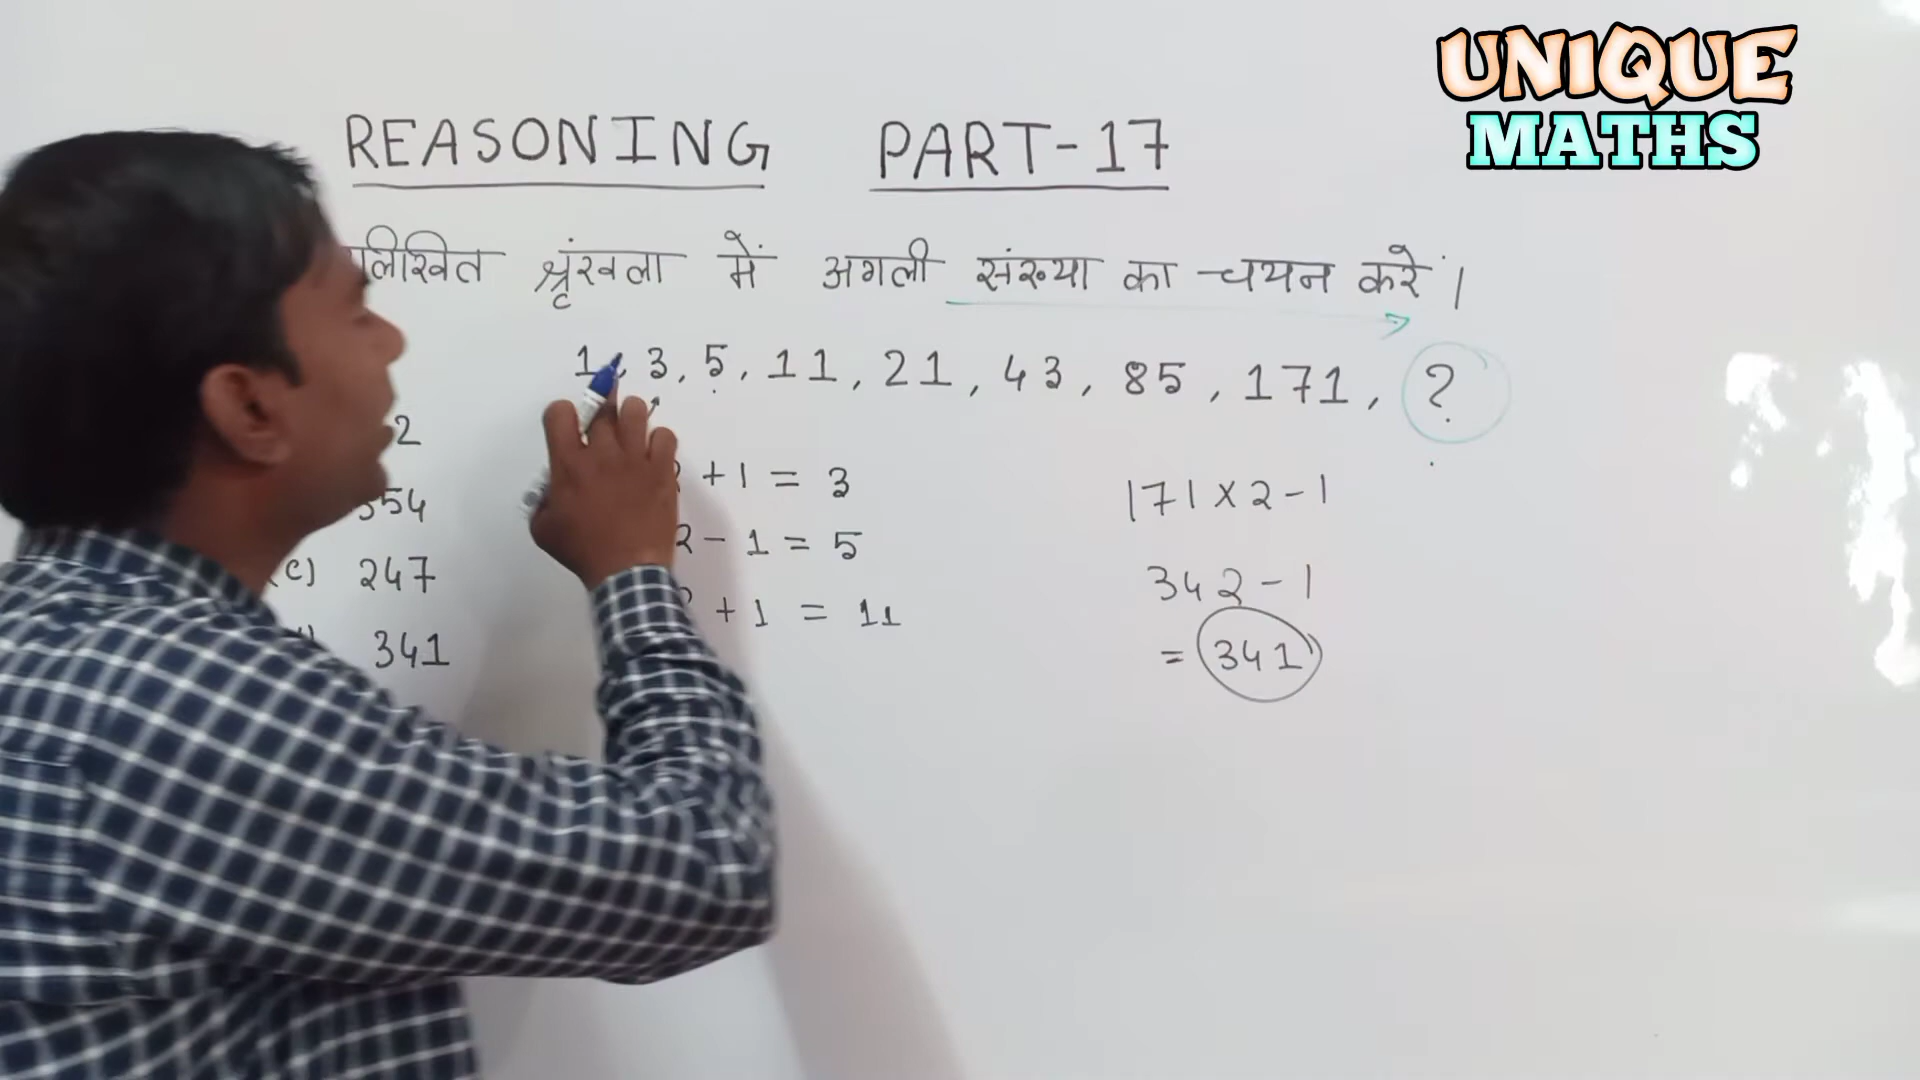 UNIQUE
MATHS
REASONING PART-17
श्रृंखला में अगली संख्या का चयन करें।
1, 3, 5, 11, 21, 43, 85, 171, ?
2
354
(c) 247
341
+1 = 3
2 - 1 = 5
+1 = 11
171 x 2 - 1
342 - 1
= 341